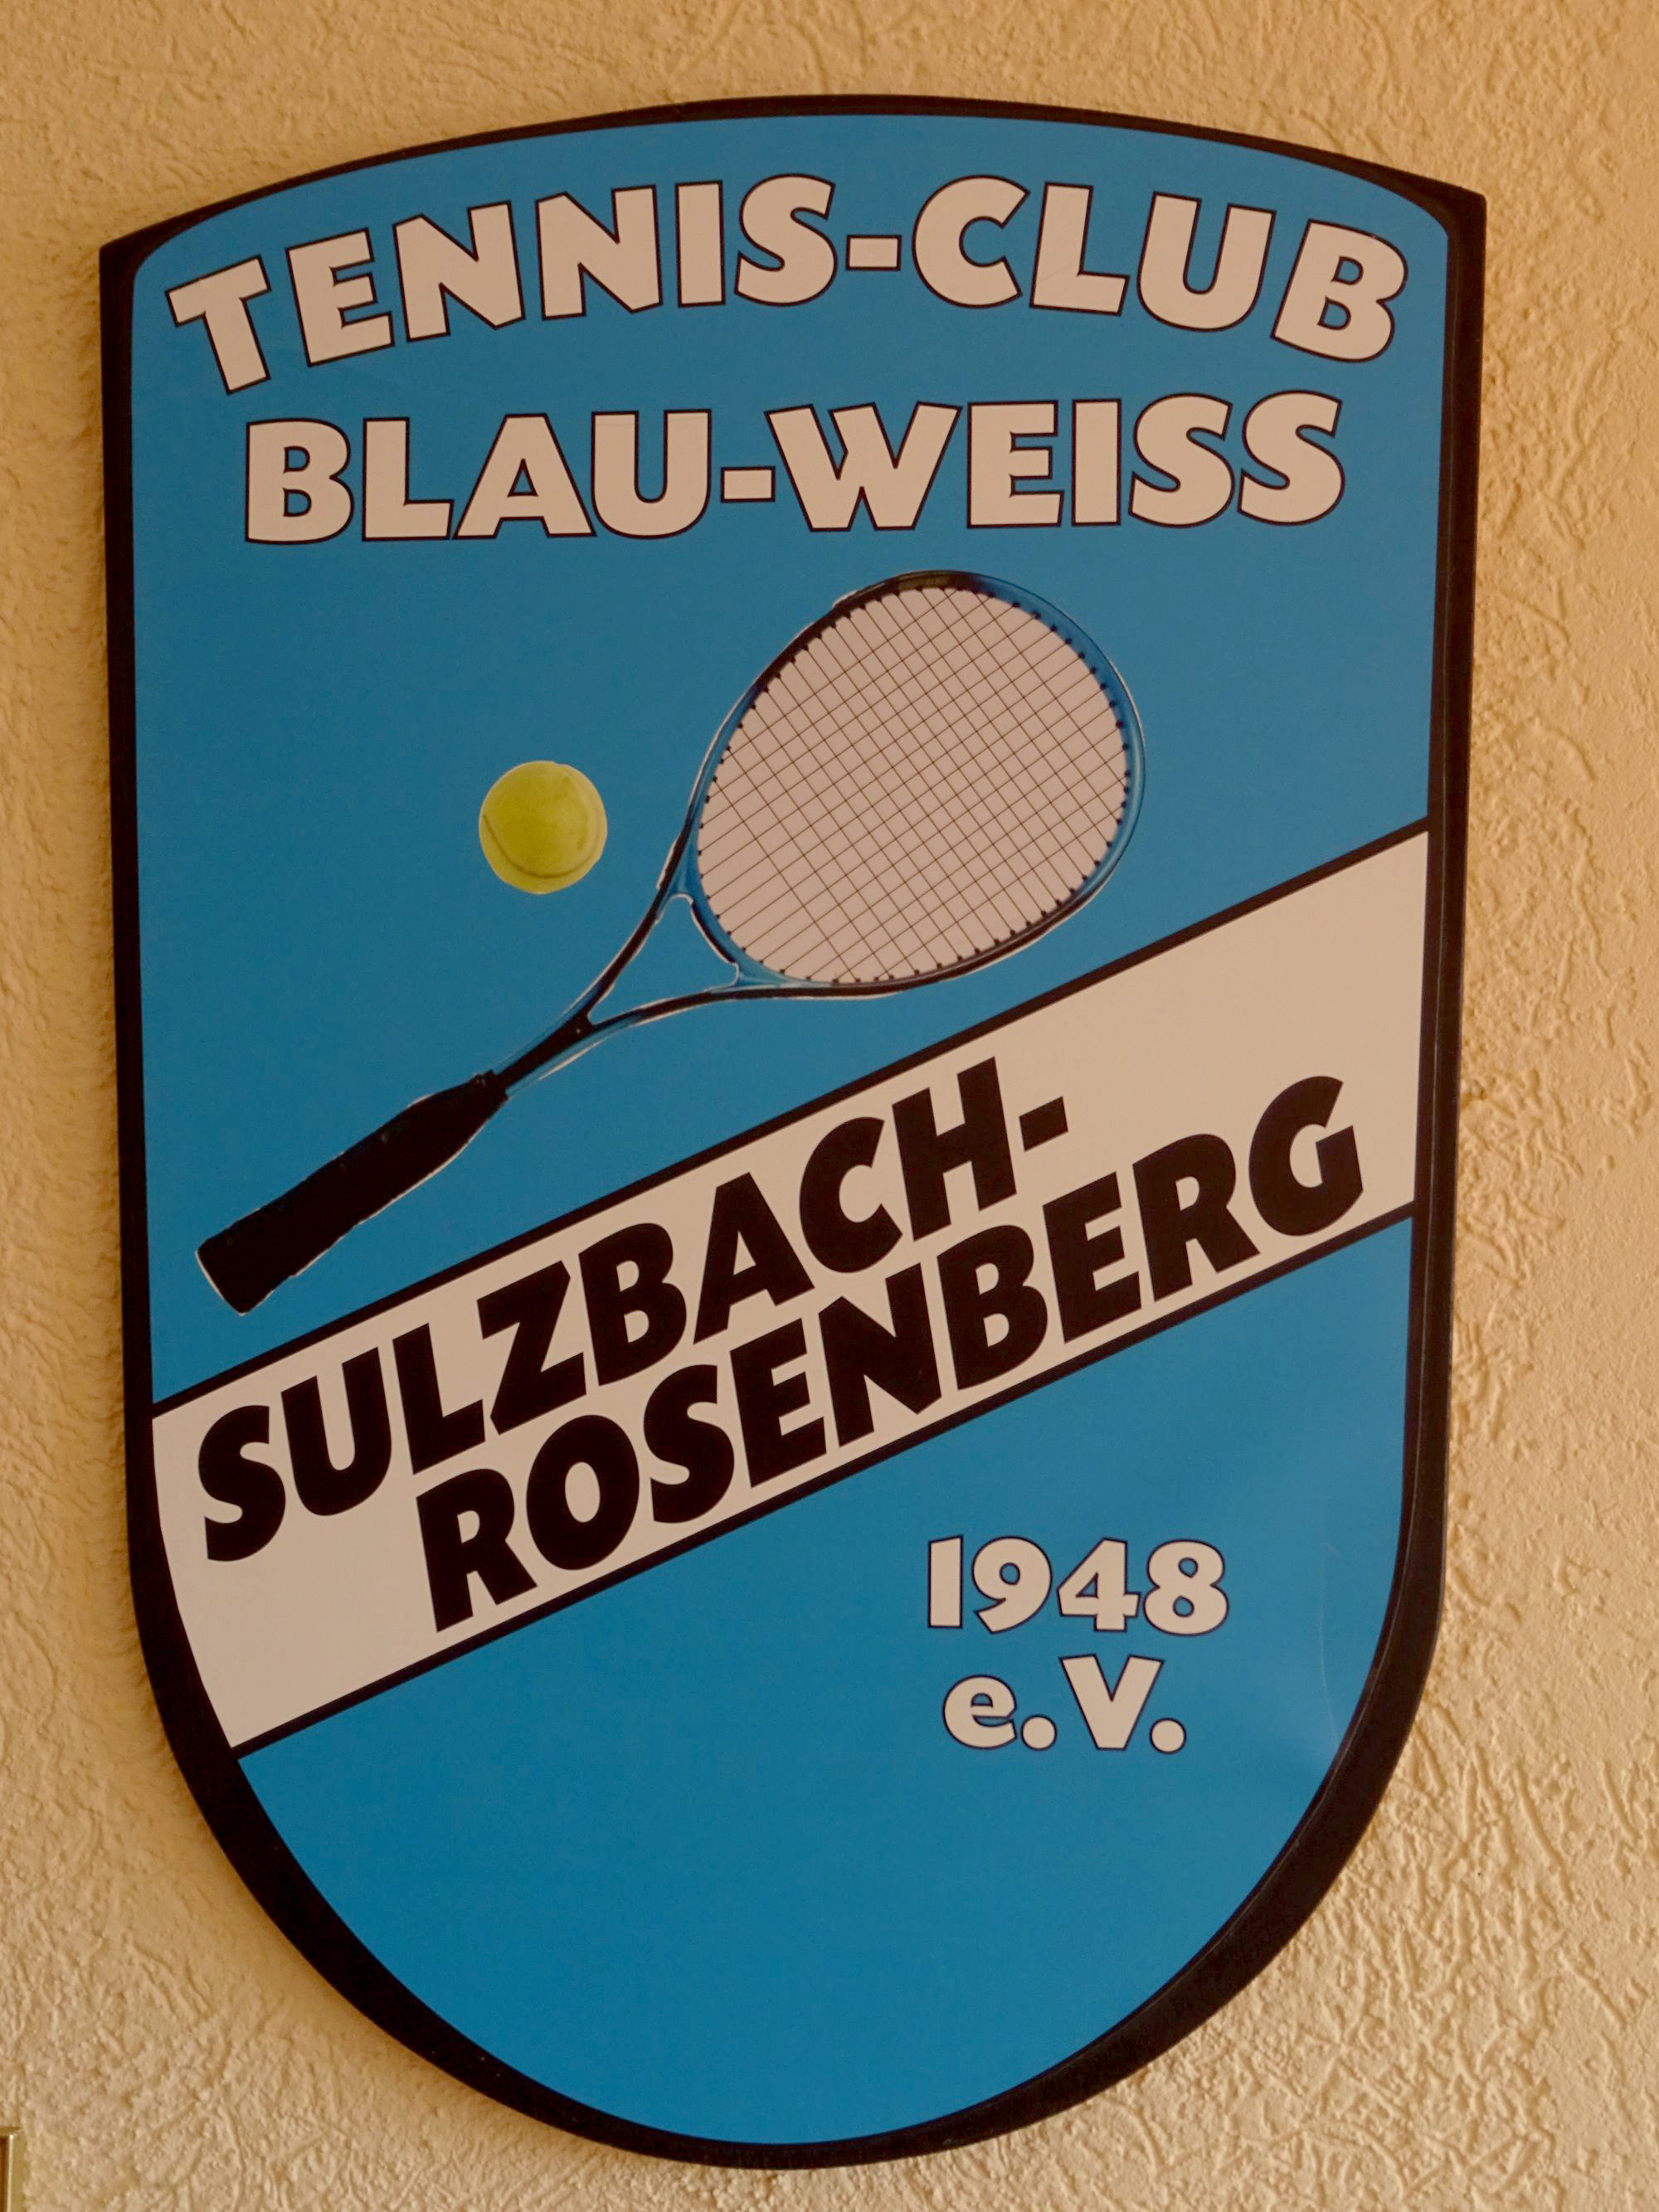 TENNIS-CLUB
BLAU-WEISS
SULZBACH-
ROSENBERG
1948
e.V.